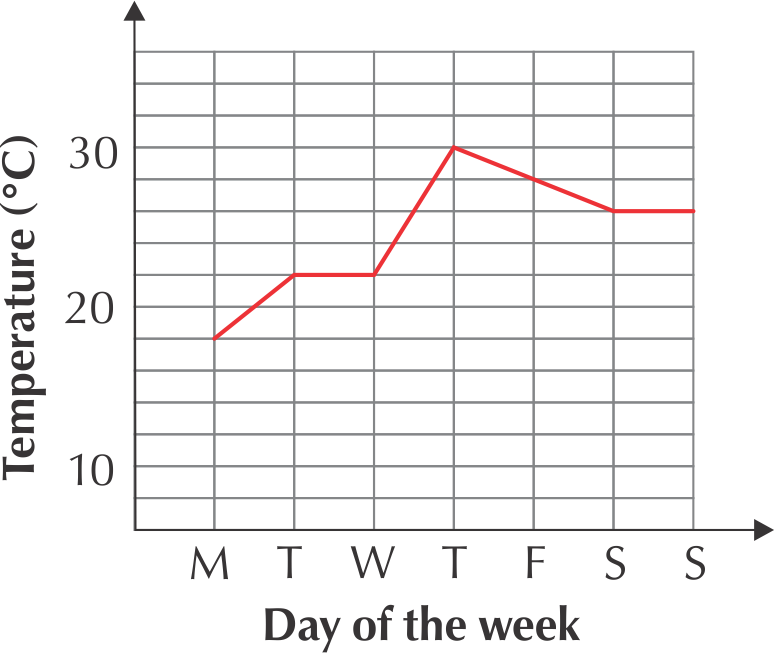 Temperature (°C)
30
20
10
M T W T F S S
Day of the week